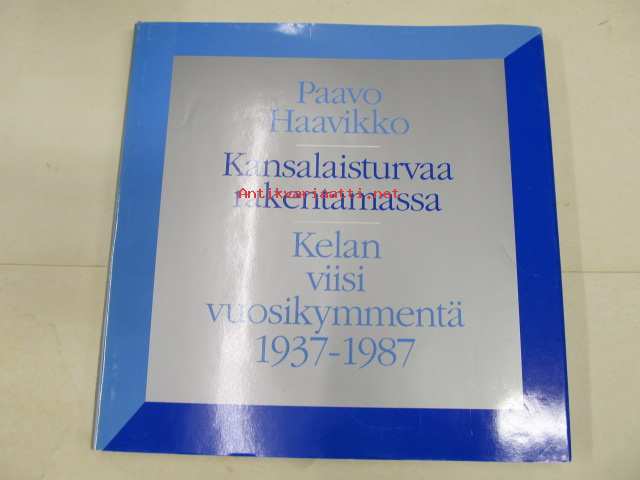 Paavo
Haavikko
Kansalaisturvaa
Antikvariaatti.net
rakentamassa
Kelan
viisi
vuosikymmentä
1937-1987